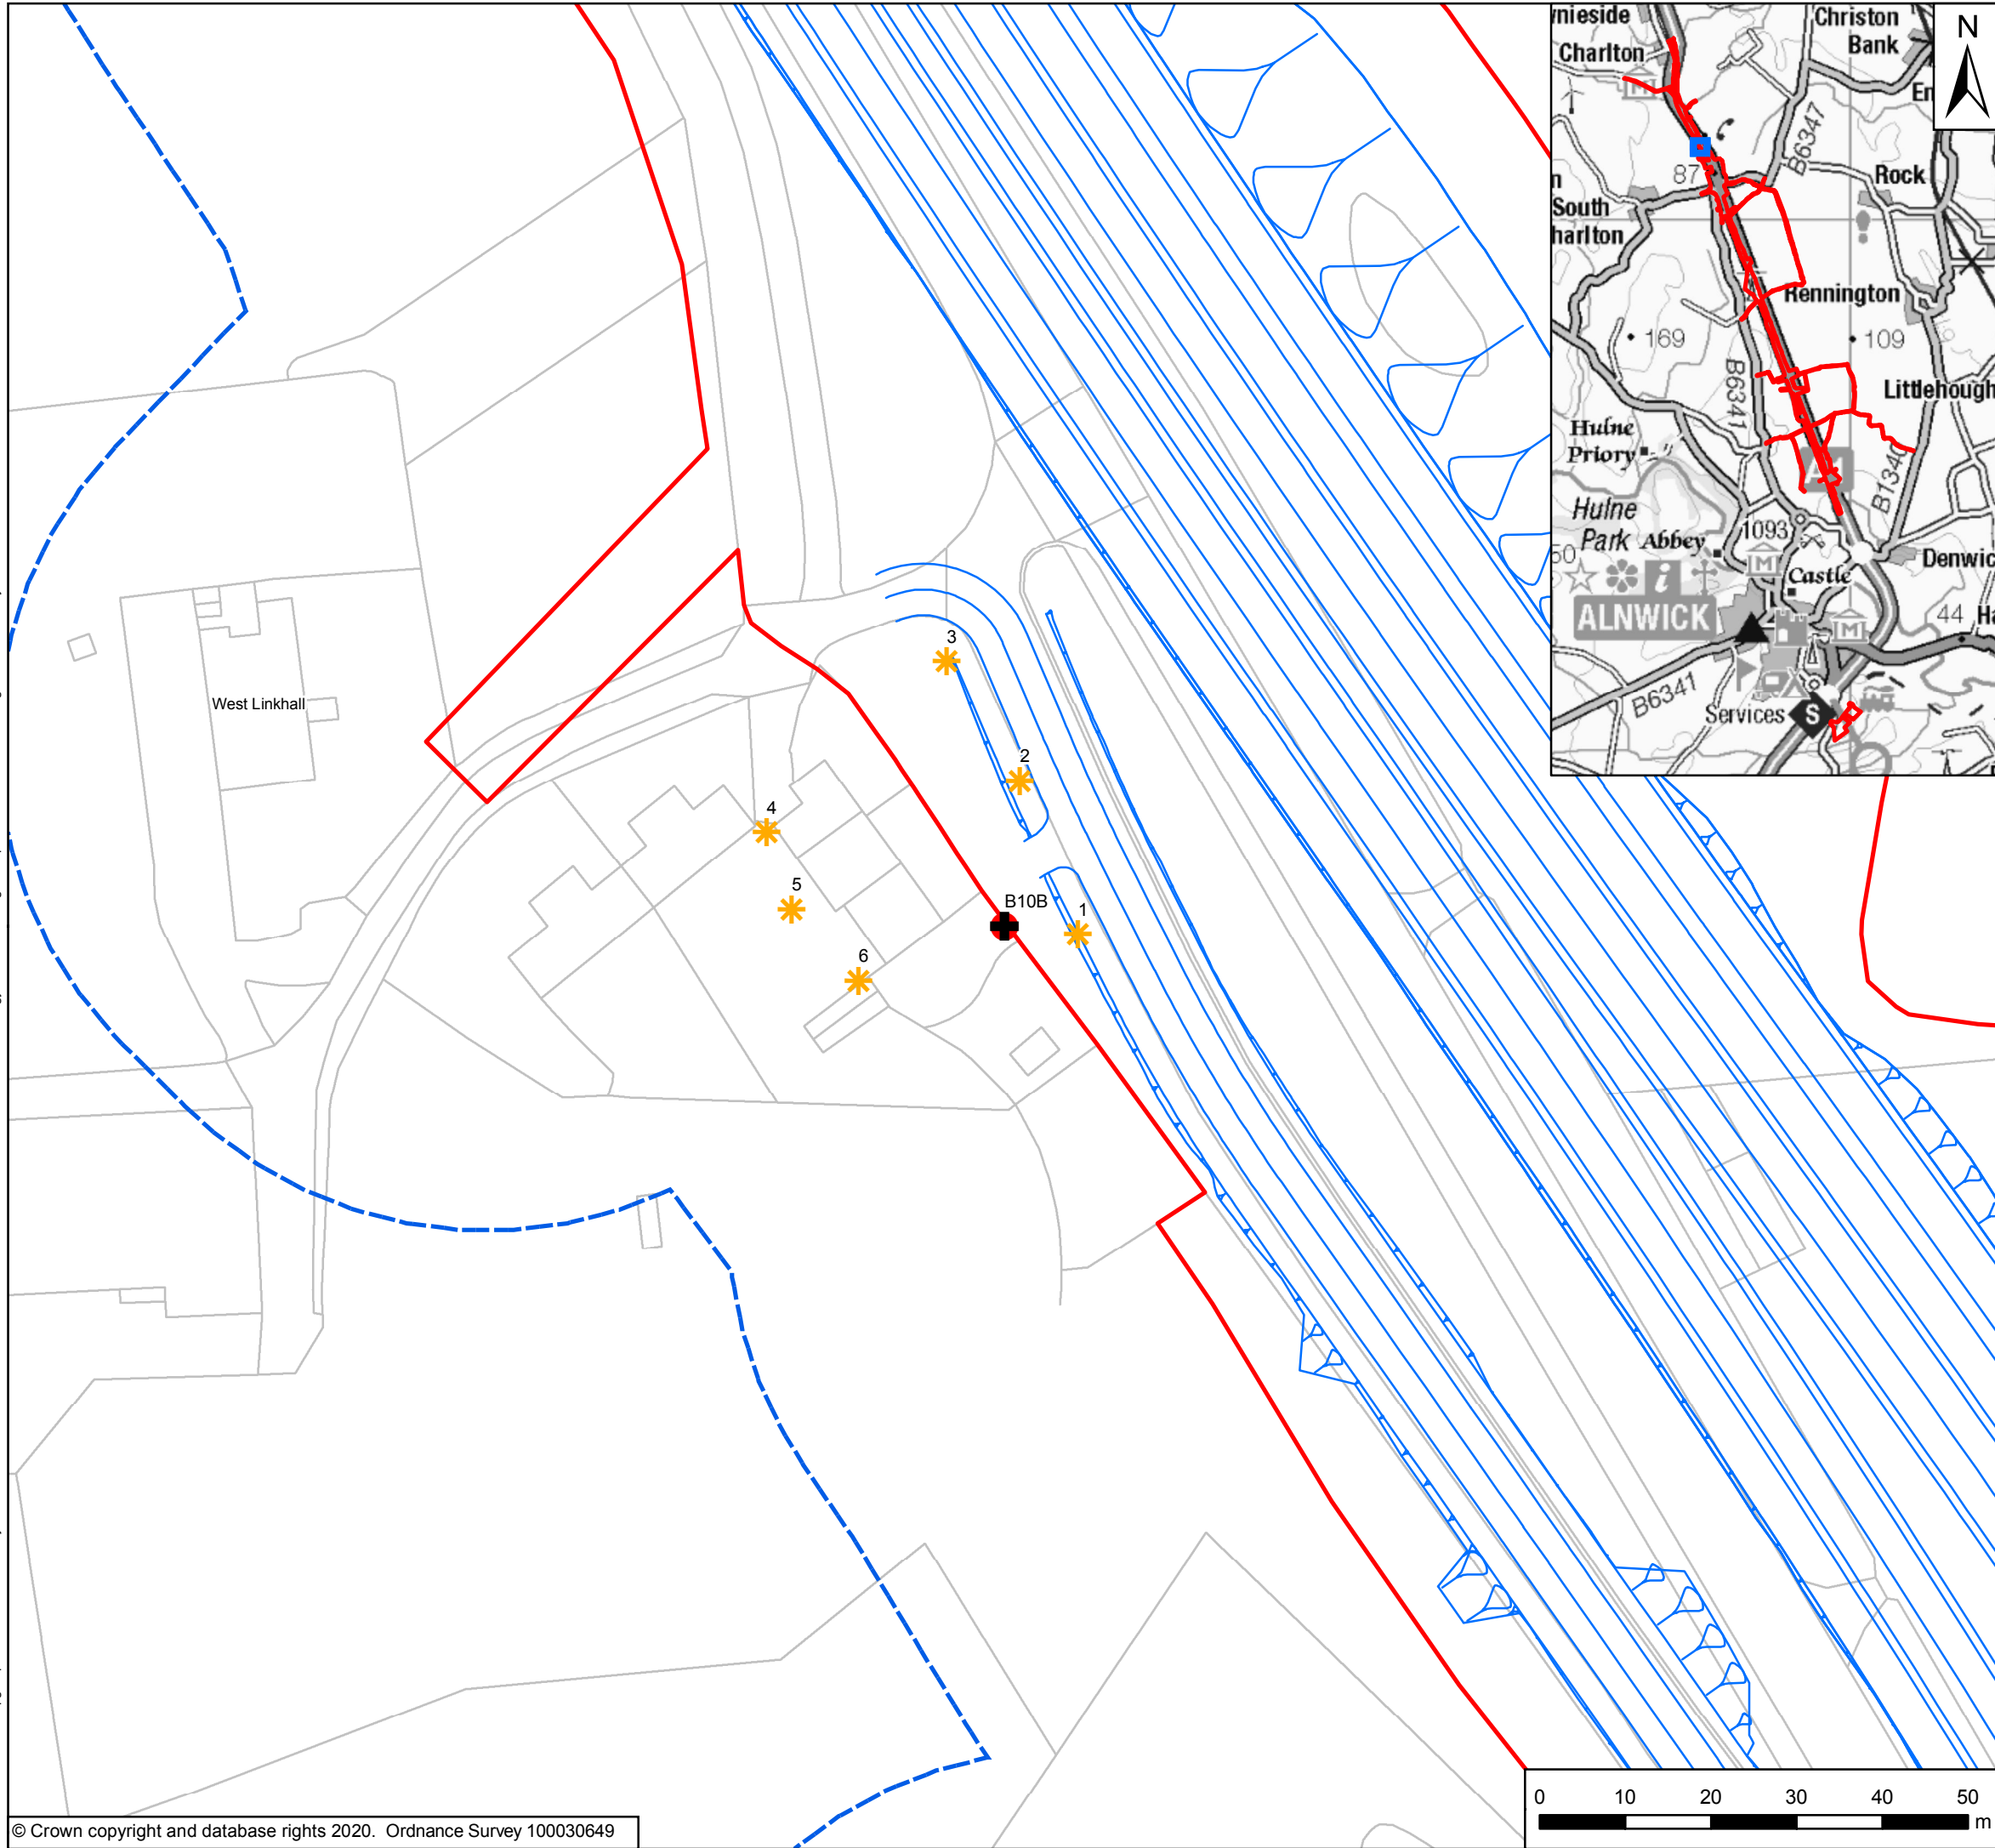 N
Christon
Bank
Charlton
B6347
87
Rock
South
Rennington
169
109
B6341
Littlehough
Hulne
Priory
B1340
Hulne
Park
Abbey
1093
Denwic
Castle
ALNWICK
44
B6341
Services
S
3
West Linkhall
2
4
5
B10B
1
6
0 10 20 30 40 50
m
© Crown copyright and database rights 2020. Ordnance Survey 100030649